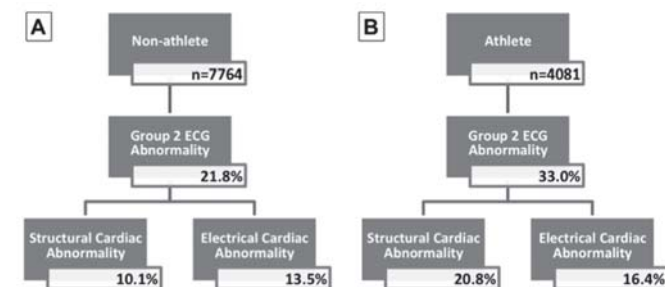 A
Non-athlete
n=7764
Group 2 ECG
Abnormality
21.8%
Structural Cardiac
Abnormality
10.1%
Electrical Cardiac
Abnormality
13.5%
B
Athlete
n=4081
Group 2 ECG
Abnormality
33.0%
Structural Cardiac
Abnormality
20.8%
Electrical Cardiac
Abnormality
16.4%